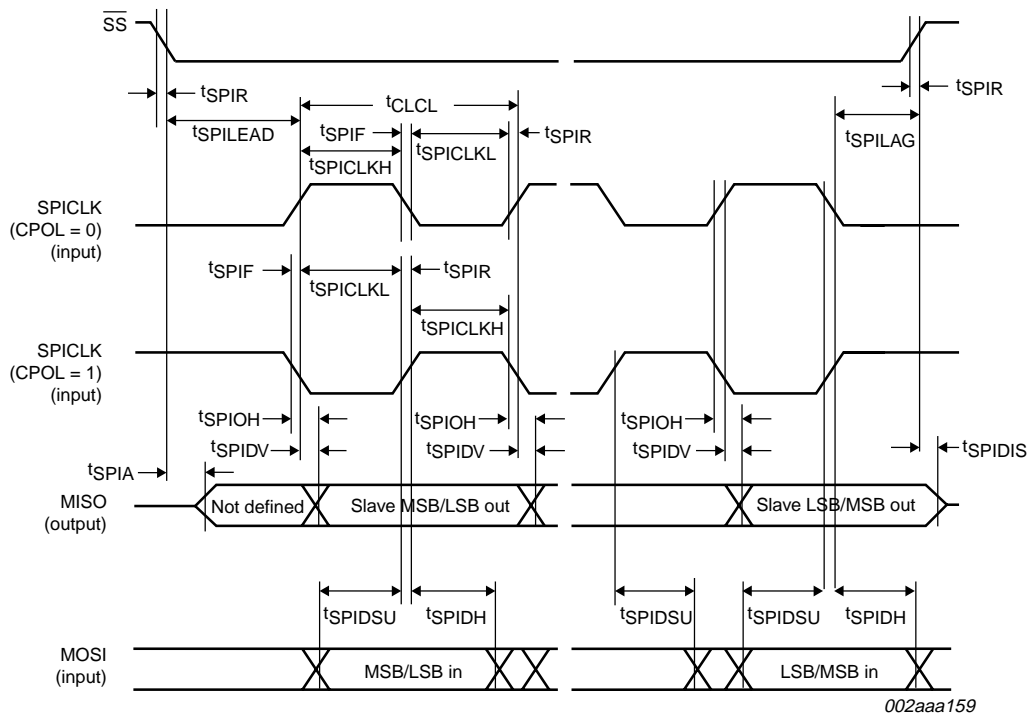 SS
tSPIR
tCLCL
tSPIR
tSPILEAD
tSPIF
tSPIR
tSPICLKL
tSPILAG
tSPICLKH
SPICLK
(CPOL = 0)
(input)
tSPIF
tSPIR
tSPICLKL
tSPICLKH
SPICLK
(CPOL = 1)
(input)
tSPIOH
tSPIOH
tSPIOH
tSPIDV
tSPIDV
tSPIDV
tSPIDIS
tSPIA
MISO
(output)
Not defined
Slave MSB/LSB out
Slave LSB/MSB out
tSPIDSU
tSPIDH
tSPIDSU
tSPIDSU
tSPIDH
MOSI
(input)
MSB/LSB in
LSB/MSB in
002aaa159